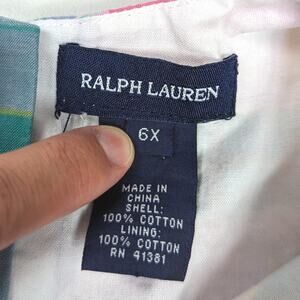 RALPH LAUREN
6X
MADE IN
CHINA
SHELL:
100% COTTON
LINING:
100% COTTON
RN 41381